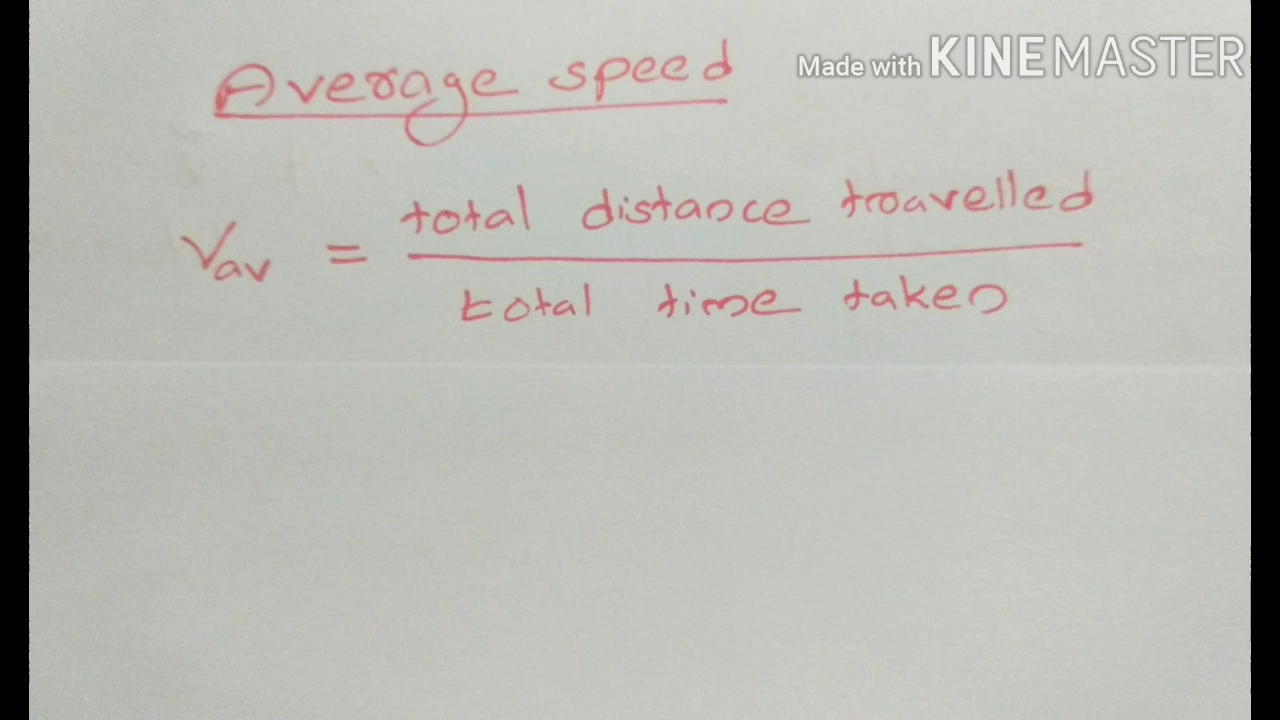 Average speed
Made with KINEMASTER
Vav = total distance travelled
total time taken